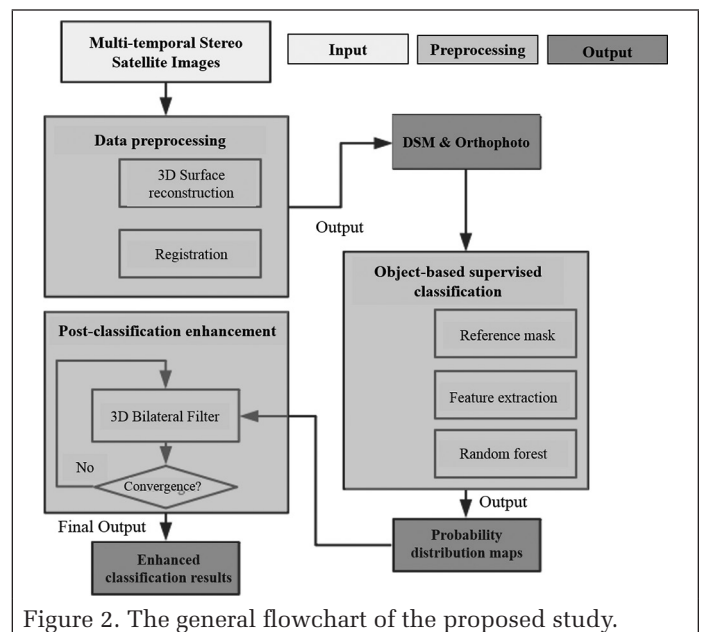 Multi-temporal Stereo
Satellite Images
Input
Preprocessing
Output
Data preprocessing
3D Surface
reconstruction
Registration
Output
DSM & Orthophoto
Object-based supervised
classification
Reference mask
Feature extraction
Random forest
Output
Probability
distribution maps
Post-classification enhancement
3D Bilateral Filter
No
Convergence?
Final Output
Enhanced
classification results
Figure 2. The general flowchart of the proposed study.